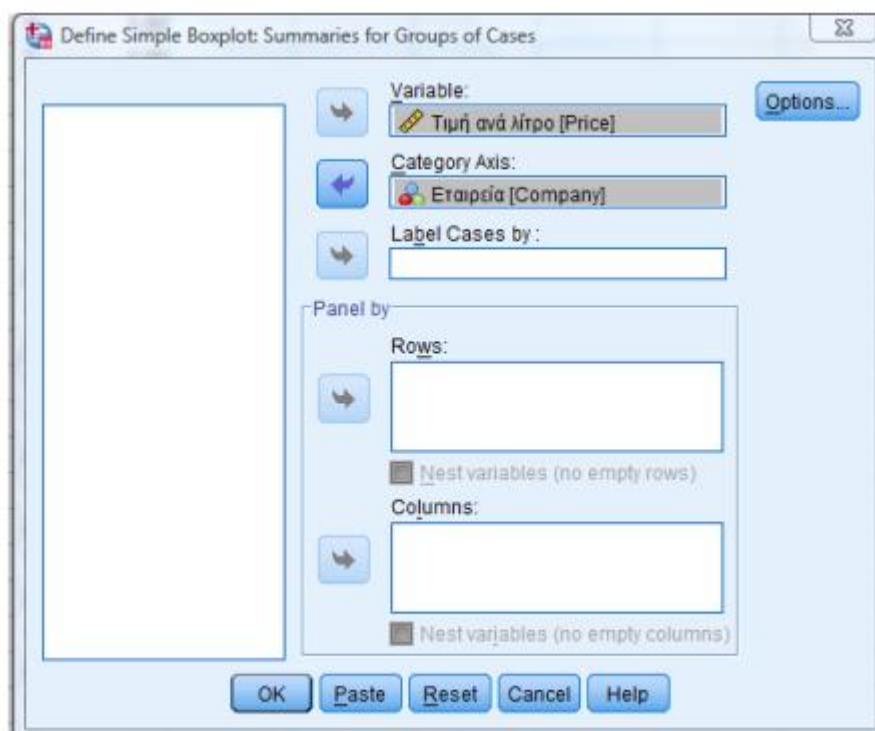 Define Simple Boxplot: Summaries for Groups of Cases
Variable:
Τιμή ανά λίτρο [Price]
Options...
Category Axis:
Εταιρεία [Company]
Label Cases by:
Panel by
Rows:
Nest variables (no empty rows)
Columns:
Nest variables (no empty columns)
OK Paste Reset Cancel Help